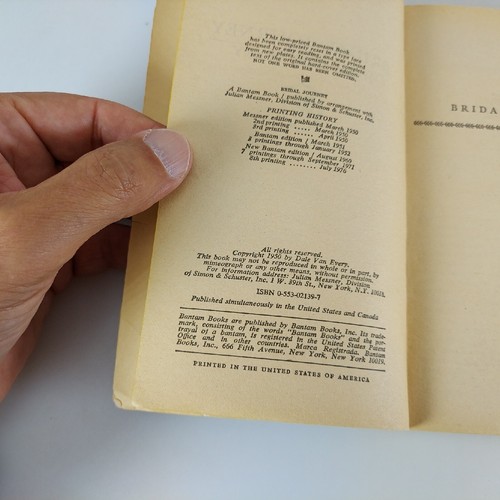 This low-priced Bantam Book
has been completely reset in a type face
designed for easy reading, and was printed
from new plates. It contains the complete
text of the original hard-cover edition.
NOT ONE WORD HAS BEEN OMITTED.
BRIDAL JOURNEY
A Bantam Book / published by arrangement with
Julian Messner, Division of Simon & Schuster, Inc.
PRINTING HISTORY
Messner edition published March 1950
2nd printing ..... March 1950
3rd printing ..... April 1950
Bantam edition / March 1951
2 printings through January 1953
New Bantam edition / August 1969
7 printings through September 1971
8th printing ........ July 1976
All rights reserved.
Copyright 1950 by Dale Van Every.
This book may not be reproduced in whole or in part, by
mimeograph or any other means, without permission.
For information address: Julian Messner, Division
of Simon & Schuster, Inc. 1 W. 39th St., New York, N.Y. 10018.
ISBN 0-553-02139-7
Published simultaneously in the United States and Canada
Bantam Books are published by Bantam Books, Inc. Its trade-
mark, consisting of the words "Bantam Books" and the por-
trayal of a bantam, is registered in the United States Patent
Office and in other countries. Marca Registrada. Bantam
Books, Inc., 666 Fifth Avenue, New York, New York 10019.
PRINTED IN THE UNITED STATES OF AMERICA
BRIDA